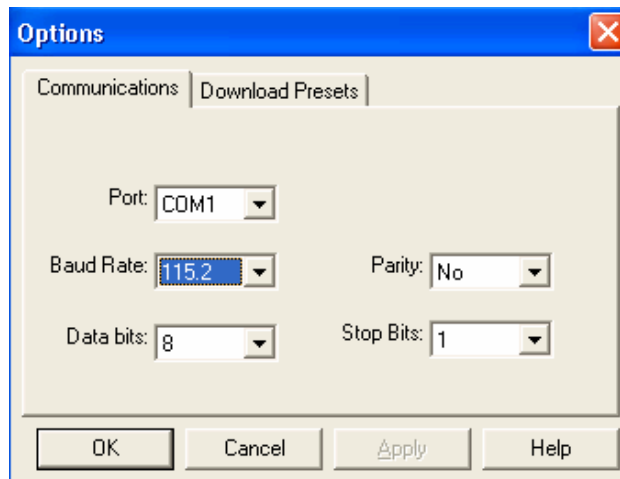 Options
Communications Download Presets
Port: COM1
Baud Rate: 115.2 Parity: No
Data bits: 8 Stop Bits: 1
OK Cancel Apply Help